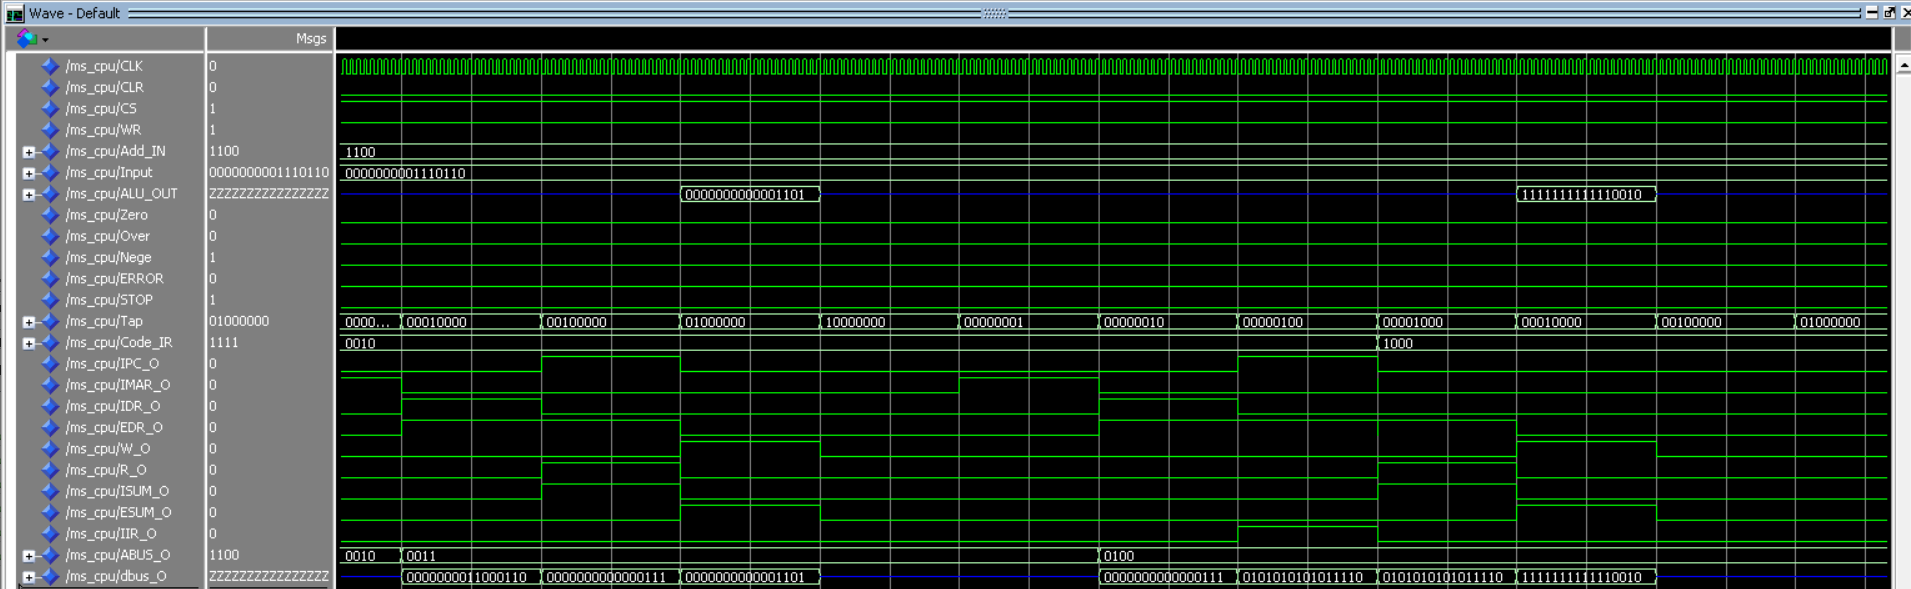 Wave - Default
Msgs
/ms_cpu/CLK 0
/ms_cpu/CLR 0
/ms_cpu/CS 1
/ms_cpu/WR 1
/ms_cpu/Add_IN 1100 1100
/ms_cpu/Input 0000000001110110 0000000001110110
/ms_cpu/ALU_OUT ZZZZZZZZZZZZZZZZ 0000000000001101 1111111111110010
/ms_cpu/Zero 0
/ms_cpu/Over 0
/ms_cpu/Nege 1
/ms_cpu/ERROR 0
/ms_cpu/STOP 1
/ms_cpu/Tap 01000000 0000... 00010000 00100000 01000000 10000000 00000001 00000010 00000100 00001000 00010000 00100000 01000000
/ms_cpu/Code_IR 1111 0010 1000
/ms_cpu/IPC_O 0
/ms_cpu/IMAR_O 0
/ms_cpu/IDR_O 0
/ms_cpu/EDR_O 0
/ms_cpu/W_O 0
/ms_cpu/R_O 0
/ms_cpu/ISUM_O 0
/ms_cpu/ESUM_O 0
/ms_cpu/IIR_O 0
/ms_cpu/ABUS_O 1100 0010 0011 0100
/ms_cpu/dbus_O ZZZZZZZZZZZZZZZZ 0000000011000110 0000000000000111 0000000000001101 0000000000000111 0101010101011110 0101010101011110 1111111111110010